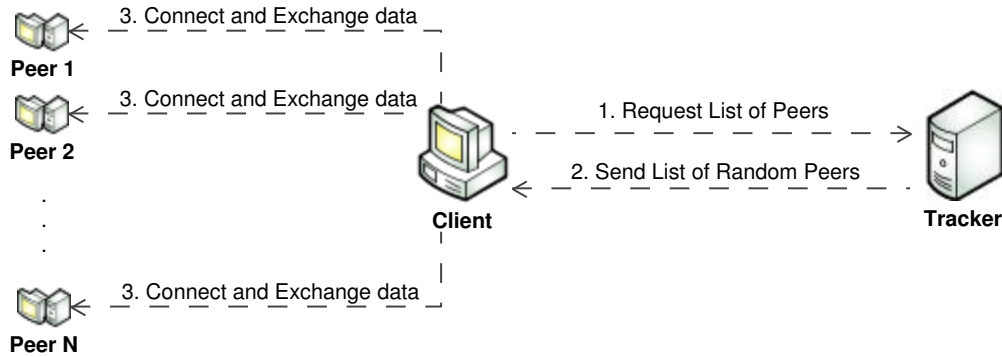 3. Connect and Exchange data
Peer 1
3. Connect and Exchange data
Peer 2
.
.
.
3. Connect and Exchange data
Peer N
Client
1. Request List of Peers
2. Send List of Random Peers
Tracker